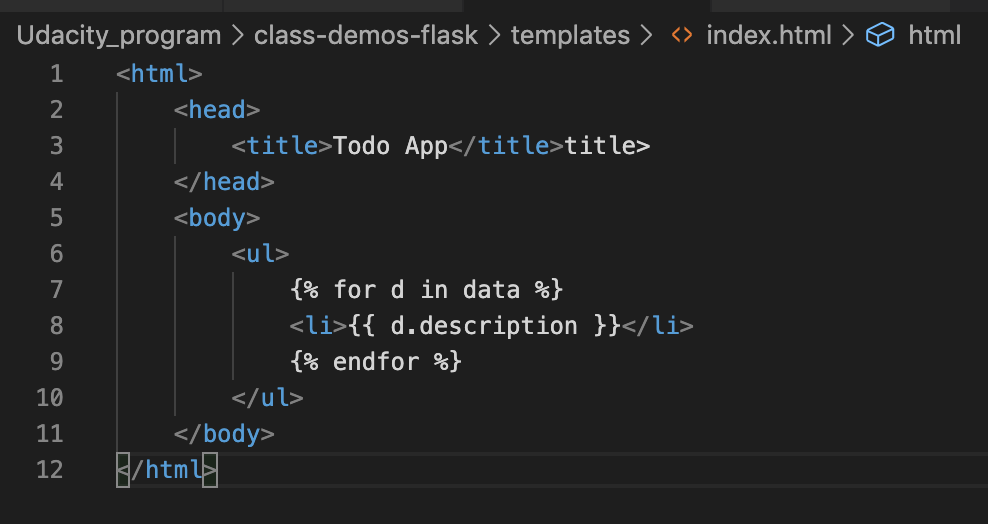 Udacity_program > class-demos-flask > templates > <> index.html > html
1 <html>
2     <head>
3         <title>Todo App</title>title>
4     </head>
5     <body>
6         <ul>
7             {% for d in data %}
8             <li>{{ d.description }}</li>
9             {% endfor %}
10         </ul>
11     </body>
12 </html>